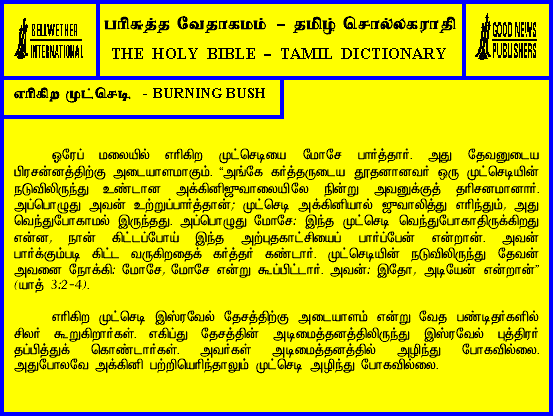 BELLWETHER
INTERNATIONAL
பரிசுத்த வேதாகமம் - தமிழ் சொல்லகராதி
THE HOLY BIBLE - TAMIL DICTIONARY
GOOD NEWS
PUBLISHERS
எரிகிற முட்செடி - BURNING BUSH
ஓரேப் மலையில் எரிகிற முட்செடியை மோசே பார்த்தார். அது தேவனுடைய
பிரசன்னத்திற்கு அடையாளமாகும். “அங்கே கர்த்தருடைய தூதனானவர் ஒரு முட்செடியின்
நடுவிலிருந்து உண்டான அக்கினிஜுவாலையிலே நின்று அவனுக்குத் தரிசனமானார்.
அப்பொழுது அவன் உற்றுப்பார்த்தான்; முட்செடி அக்கினியால் ஜுவாலித்து எரிந்தும், அது
வெந்துபோகாமல் இருந்தது. அப்பொழுது மோசே: இந்த முட்செடி வெந்துபோகாதிருக்கிறது
என்ன, நான் கிட்டப்போய் இந்த அற்புதகாட்சியைப் பார்ப்பேன் என்றான். அவன்
பார்க்கும்படி கிட்ட வருகிறதைக் கர்த்தர் கண்டார். முட்செடியின் நடுவிலிருந்து தேவன்
அவனை நோக்கி: மோசே, மோசே என்று கூப்பிட்டார். அவன்: இதோ, அடியேன் என்றான்”
(யாத் 3:2-4).
எரிகிற முட்செடி இஸ்ரவேல் தேசத்திற்கு அடையாளம் என்று வேத பண்டிதர்களில்
சிலர் கூறுகிறார்கள். எகிப்து தேசத்தின் அடிமைத்தனத்திலிருந்து இஸ்ரவேல் புத்திரர்
தப்பித்துக் கொண்டார்கள். அவர்கள் அடிமைத்தனத்தில் அழிந்து போகவில்லை.
அதுபோலவே அக்கினி பற்றியெரிந்தாலும் முட்செடி அழிந்து போகவில்லை.